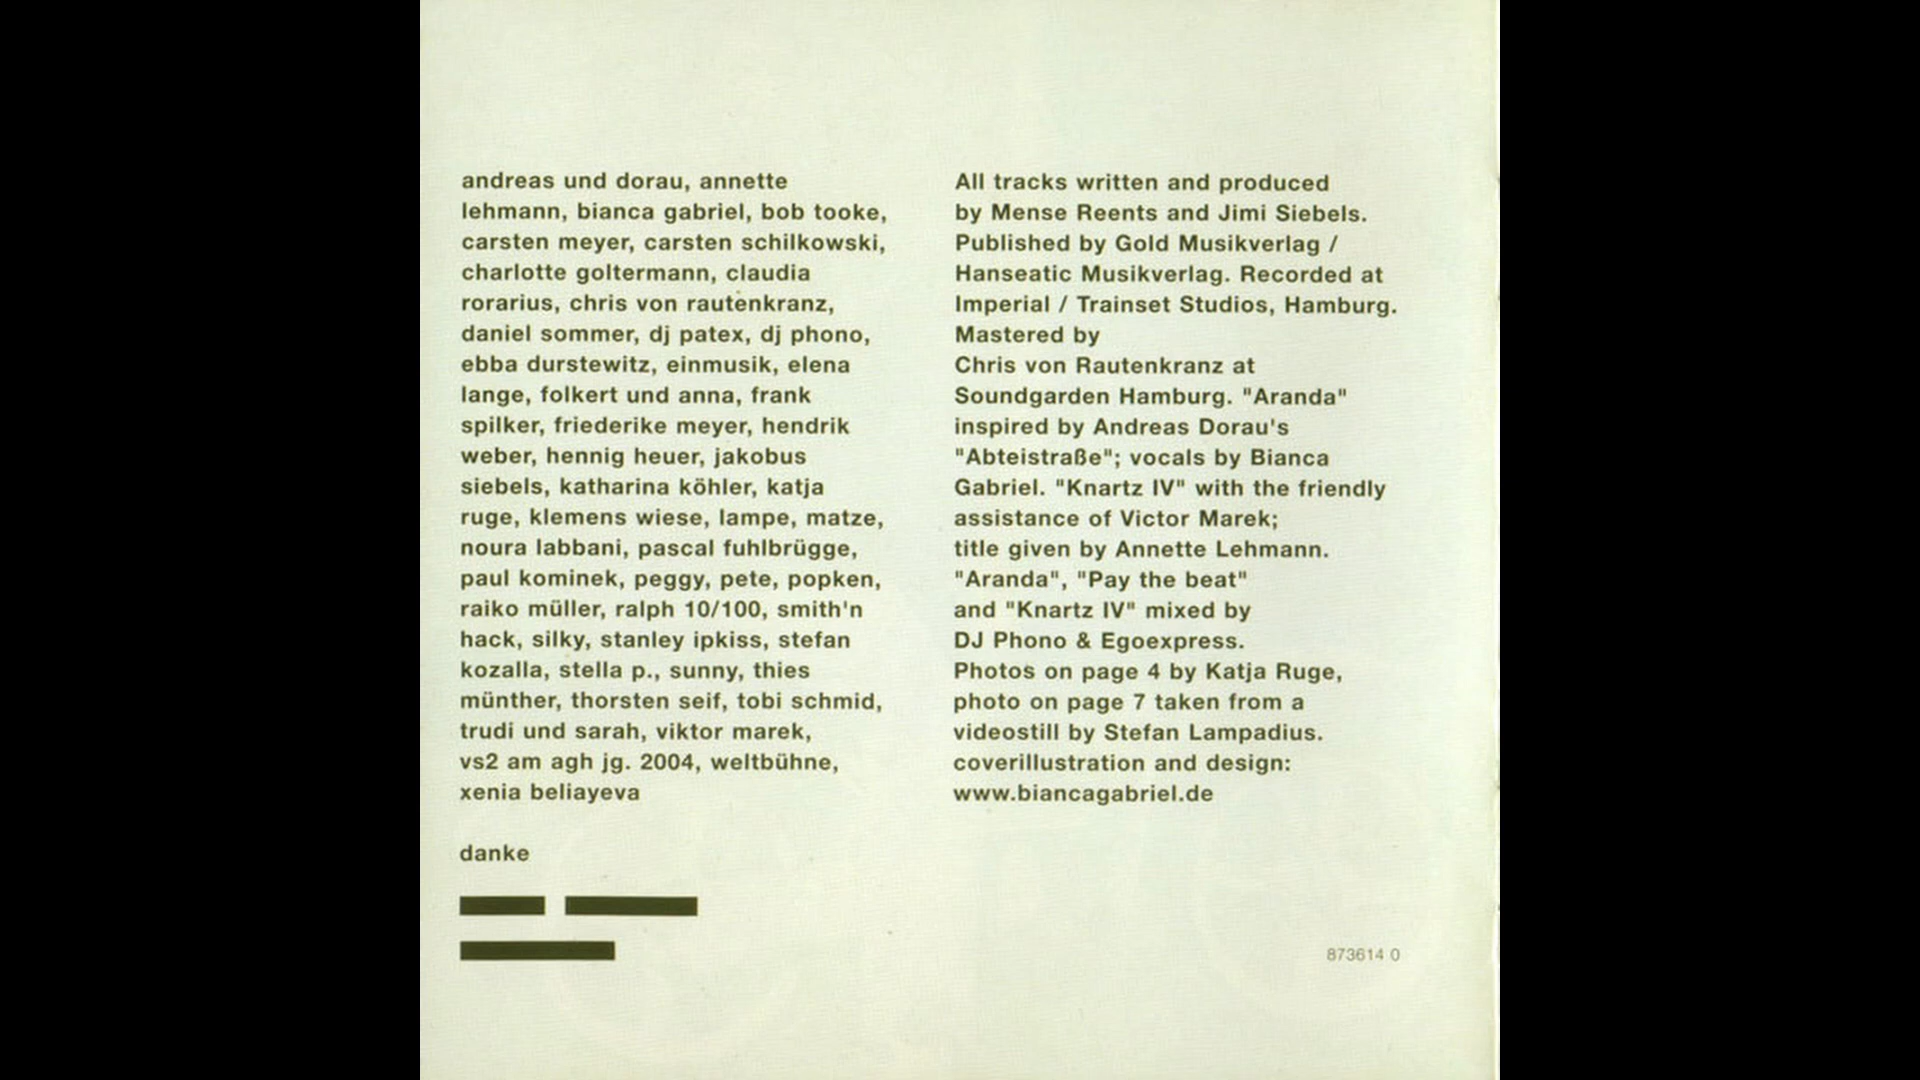 andreas und dorau, annette
lehmann, bianca gabriel, bob tooke,
carsten meyer, carsten schilkowski,
charlotte goltermann, claudia
rorarius, chris von rautenkranz,
daniel sommer, dj patex, dj phono,
ebba durstewitz, einmusik, elena
lange, folkert und anna, frank
spilker, friederike meyer, hendrik
weber, hennig heuer, jakobus
siebels, katharina köhler, katja
ruge, klemens wiese, lampe, matze,
noura labbani, pascal fuhlbrügge,
paul kominek, peggy, pete, popken,
raiko müller, ralph 10/100, smith'n
hack, silky, stanley ipkiss, stefan
kozalla, stella p., sunny, thies
münther, thorsten seif, tobi schmid,
trudi und sarah, viktor marek,
vs2 am agh jg. 2004, weltbühne,
xenia beliayeva
danke
All tracks written and produced
by Mense Reents and Jimi Siebels.
Published by Gold Musikverlag /
Hanseatic Musikverlag. Recorded at
Imperial / Trainset Studios, Hamburg.
Mastered by
Chris von Rautenkranz at
Soundgarden Hamburg. "Aranda"
inspired by Andreas Dorau's
"Abteistraße"; vocals by Bianca
Gabriel. "Knartz IV" with the friendly
assistance of Victor Marek;
title given by Annette Lehmann.
"Aranda", "Pay the beat"
and "Knartz IV" mixed by
DJ Phono & Egoexpress.
Photos on page 4 by Katja Ruge,
photo on page 7 taken from a
videostill by Stefan Lampadius.
coverillustration and design:
www.biancagabriel.de
873614 0